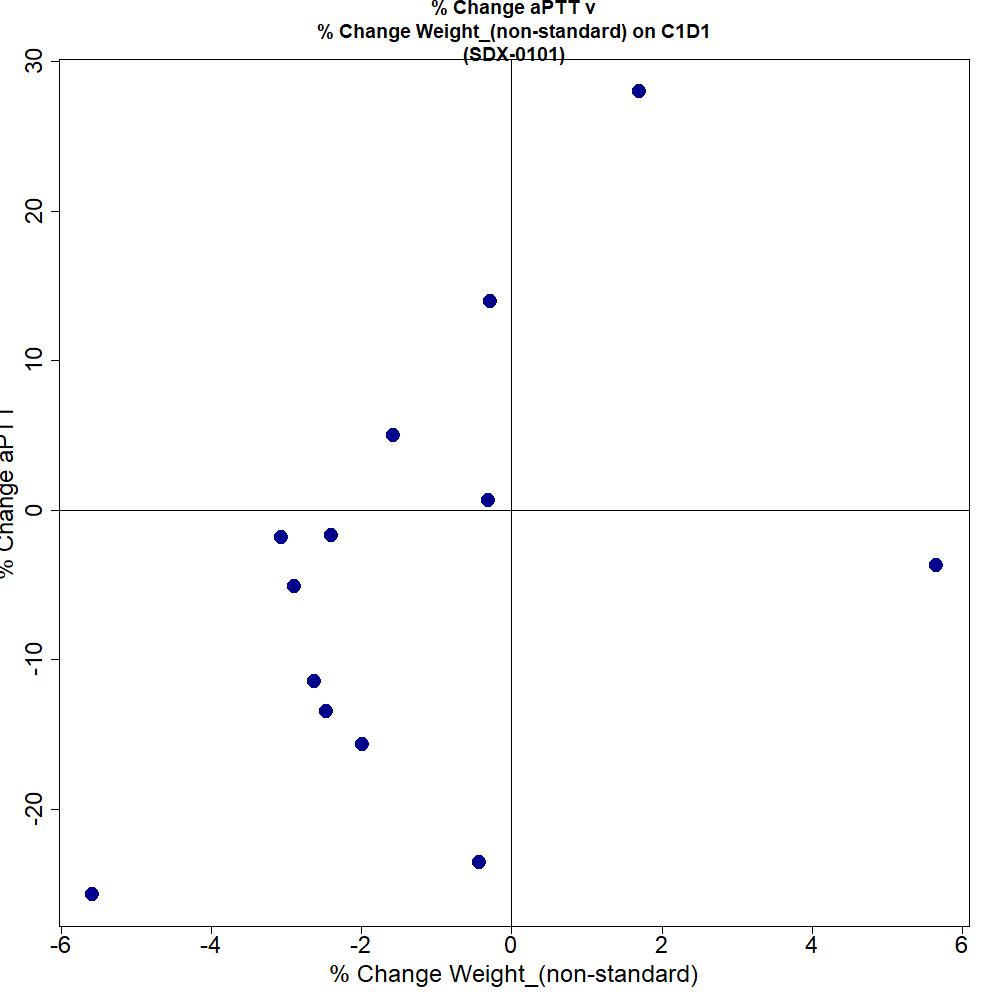 % Change aPTT v
% Change Weight_(non-standard) on C1D1
(SDX-0101)
30
20
10
0
-10
-20
% Change aPTT
-6
-4
-2
0
2
4
6
% Change Weight_(non-standard)